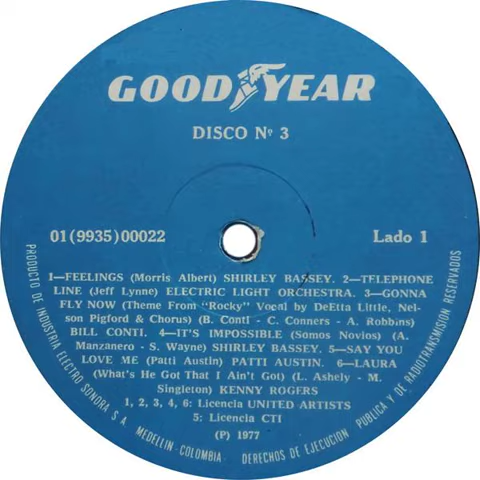 GOODYEAR
DISCO Nº 3
01(9935)00022
Lado 1
1—FEELINGS (Morris Albert) SHIRLEY BASSEY. 2—TELEPHONE
LINE (Jeff Lynne) ELECTRIC LIGHT ORCHESTRA. 3—GONNA
FLY NOW (Theme From "Rocky" Vocal by DeEtta Little, Nel-
son Pigford & Chorus) (B. Conti - C. Conners - A. Robbins)
BILL CONTI. 4—IT'S IMPOSSIBLE (Somos Novios) (A.
Manzanero - S. Wayne) SHIRLEY BASSEY. 5—SAY YOU
LOVE ME (Patti Austin) PATTI AUSTIN. 6—LAURA
(What's He Got That I Ain't Got) (L. Ashely - M.
Singleton) KENNY ROGERS
1, 2, 3, 4, 6: Licencia UNITED ARTISTS
5: Licencia CTI
(P) 1977
PRODUCTO DE INDUSTRIA ELECTRO SONORA S.A. MEDELLIN-COLOMBIA. DERECHOS DE EJECUCION PUBLICA Y DE RADIOTRANSMISION RESERVADOS